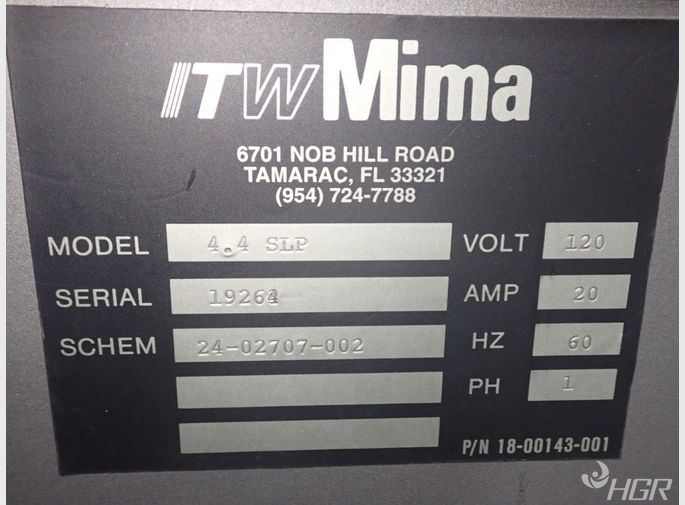 ITW Mima
6701 NOB HILL ROAD
TAMARAC, FL 33321
(954) 724-7788
MODEL 4.4 SLP
VOLT 120
SERIAL
AMP 20
SCHEM 24-02707-002
HZ 60
PH 1
P/N 18-00143-001
HGR